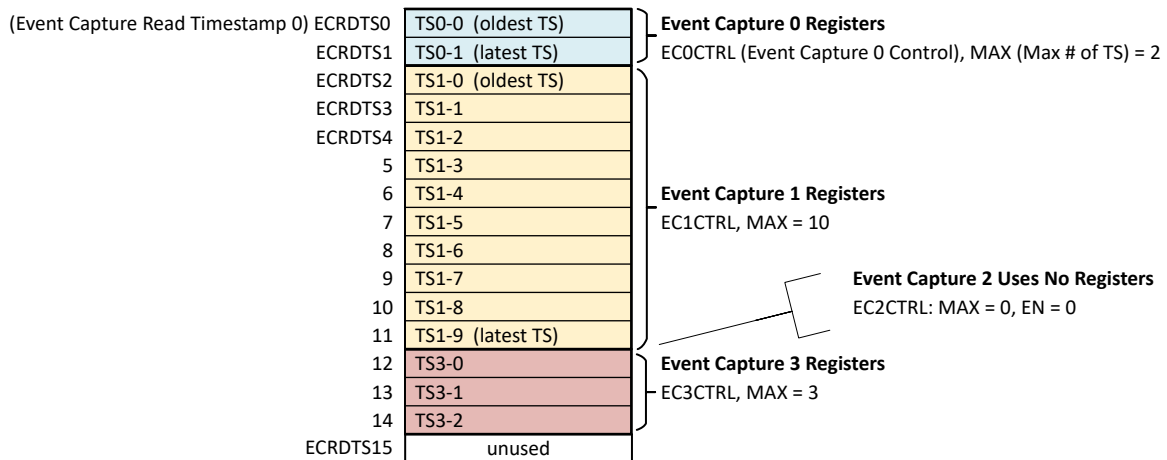 (Event Capture Read Timestamp 0) ECRDTS0 TS0-0 (oldest TS) Event Capture 0 Registers
ECRDTS1 TS0-1 (latest TS) EC0CTRL (Event Capture 0 Control), MAX (Max # of TS) = 2
ECRDTS2 TS1-0 (oldest TS)
ECRDTS3 TS1-1
ECRDTS4 TS1-2
5 TS1-3
6 TS1-4 Event Capture 1 Registers
7 TS1-5 EC1CTRL, MAX = 10
8 TS1-6
9 TS1-7 Event Capture 2 Uses No Registers
10 TS1-8 EC2CTRL: MAX = 0, EN = 0
11 TS1-9 (latest TS)
12 TS3-0 Event Capture 3 Registers
13 TS3-1 EC3CTRL, MAX = 3
14 TS3-2
ECRDTS15 unused